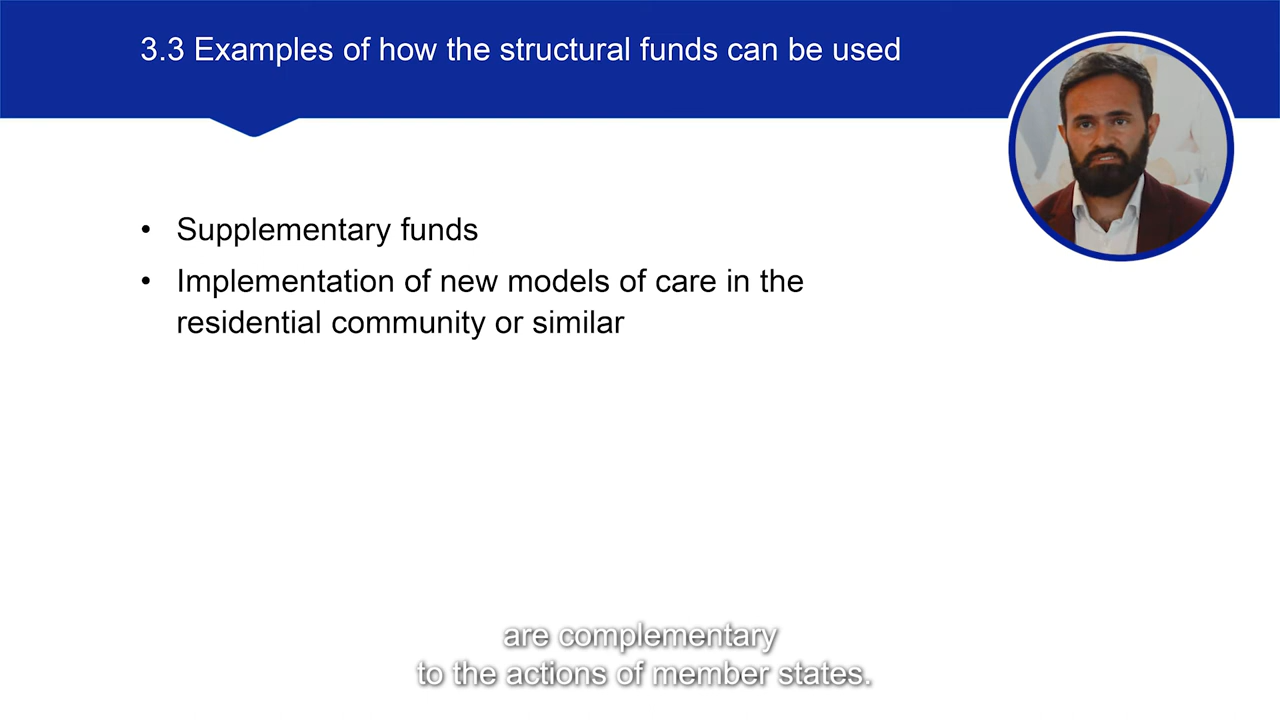 3.3 Examples of how the structural funds can be used
• Supplementary funds
• Implementation of new models of care in the
residential community or similar
are complementary
to the actions of member states.